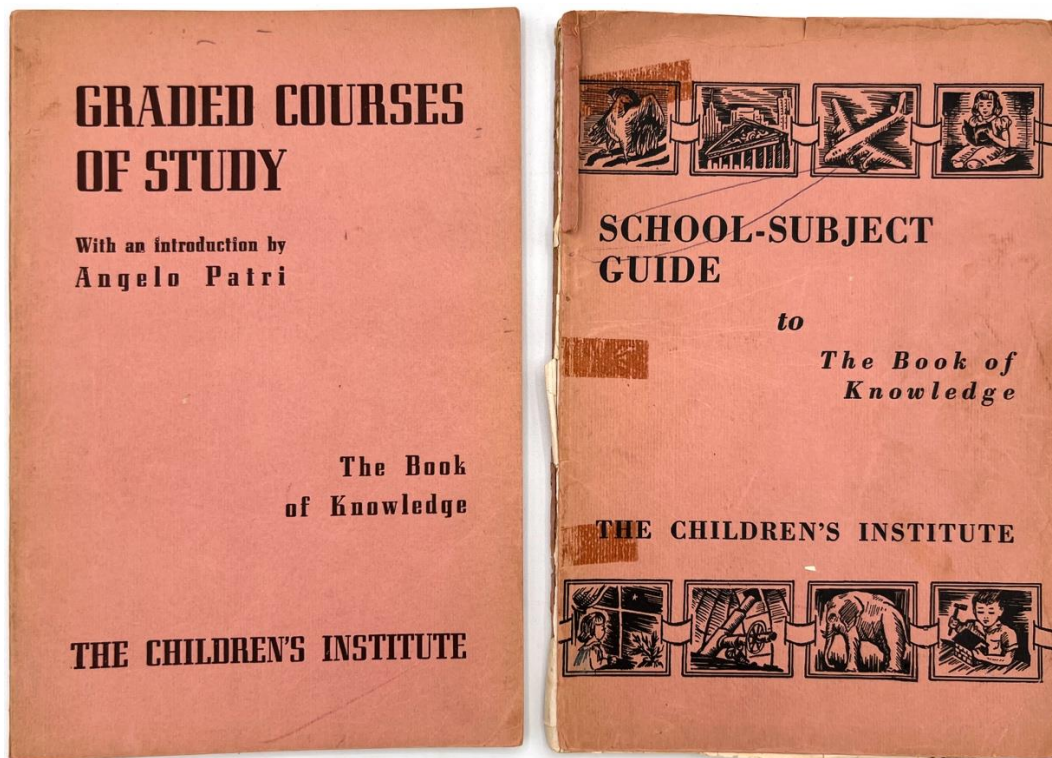 GRADED COURSES
OF STUDY
With an introduction by
Angelo Patri
The Book
of Knowledge
THE CHILDREN'S INSTITUTE
SCHOOL-SUBJECT
GUIDE
to
The Book of
Knowledge
THE CHILDREN'S INSTITUTE